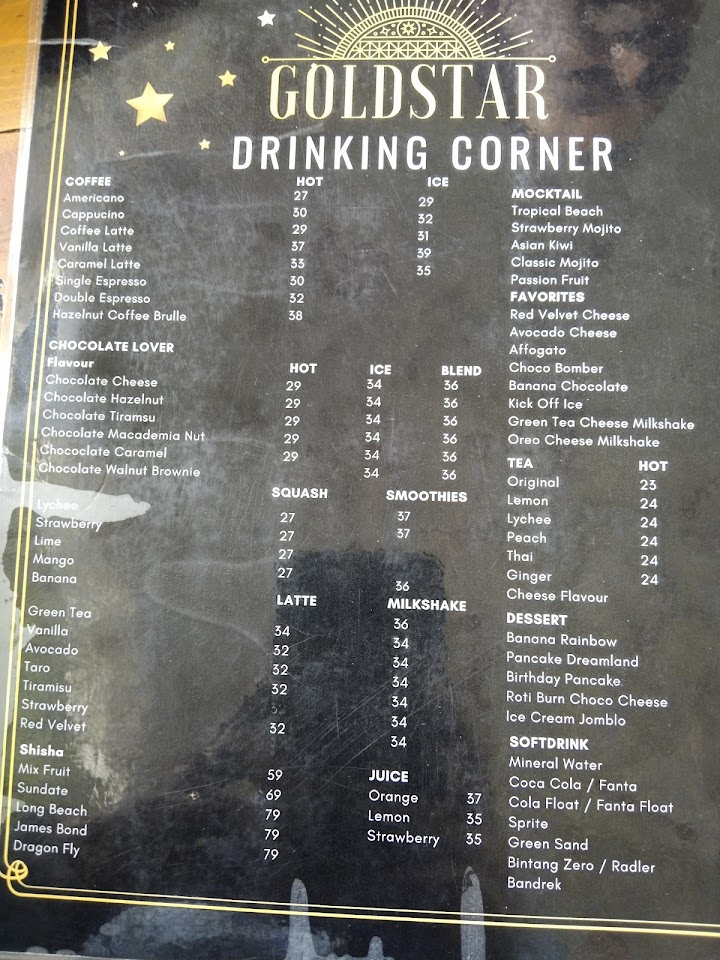 GOLDSTAR
DRINKING CORNER
COFFEE HOT ICE
Americano 27 29
Cappucino 30 32
Coffee Latte 29 31
Vanilla Latte 37 39
Caramel Latte 33 35
Single Espresso 30
Double Espresso 32
Hazelnut Coffee Brulle 38
CHOCOLATE LOVER
Flavour HOT ICE BLEND
Chocolate Cheese 29 34 36
Chocolate Hazelnut 29 34 36
Chocolate Tiramsu 29 34 36
Chocolate Macademia Nut 29 34 36
Chococlate Caramel 29 34 36
Chocolate Walnut Brownie 34 36
SQUASH SMOOTHIES
Lychee 27 37
Strawberry 27 37
Lime 27
Mango 27
Banana 36
LATTE MILKSHAKE
Green Tea 34 36
Vanilla 32 34
Avocado 32 34
Taro 32 34
Tiramisu 34
Strawberry 32 34
Red Velvet 34
Shisha
Mix Fruit 59
Sundate 69
Long Beach 79
James Bond 79
Dragon Fly 79
JUICE
Orange 37
Lemon 35
Strawberry 35
MOCKTAIL
Tropical Beach
Strawberry Mojito
Asian Kiwi
Classic Mojito
Passion Fruit
FAVORITES
Red Velvet Cheese
Avocado Cheese
Affogato
Choco Bomber
Banana Chocolate
Kick Off Ice
Green Tea Cheese Milkshake
Oreo Cheese Milkshake
TEA HOT
Original 23
Lemon 24
Lychee 24
Peach 24
Thai 24
Ginger 24
Cheese Flavour
DESSERT
Banana Rainbow
Pancake Dreamland
Birthday Pancake
Roti Burn Choco Cheese
Ice Cream Jomblo
SOFTDRINK
Mineral Water
Coca Cola / Fanta
Cola Float / Fanta Float
Sprite
Green Sand
Bintang Zero / Radler
Bandrek